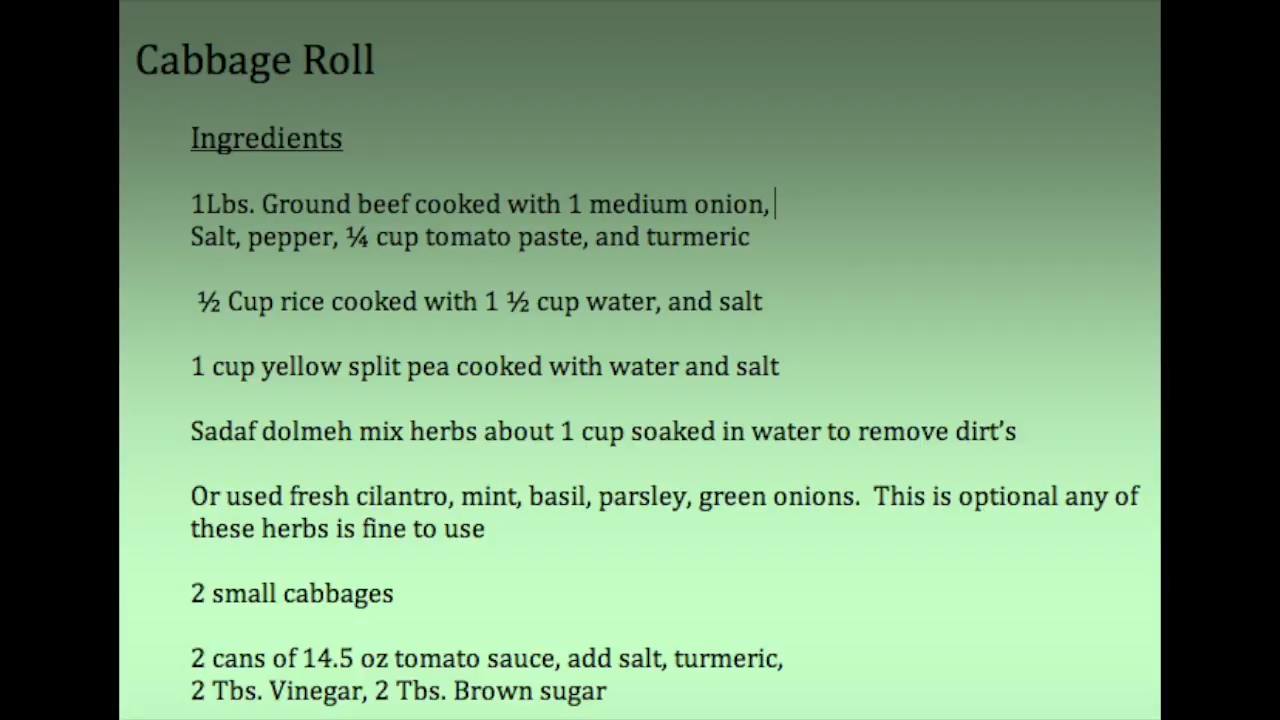 Cabbage Roll
Ingredients
1Lbs. Ground beef cooked with 1 medium onion,
Salt, pepper, ¼ cup tomato paste, and turmeric
½ Cup rice cooked with 1 ½ cup water, and salt
1 cup yellow split pea cooked with water and salt
Sadaf dolmeh mix herbs about 1 cup soaked in water to remove dirt’s
Or used fresh cilantro, mint, basil, parsley, green onions.  This is optional any of
these herbs is fine to use
2 small cabbages
2 cans of 14.5 oz tomato sauce, add salt, turmeric,
2 Tbs. Vinegar, 2 Tbs. Brown sugar